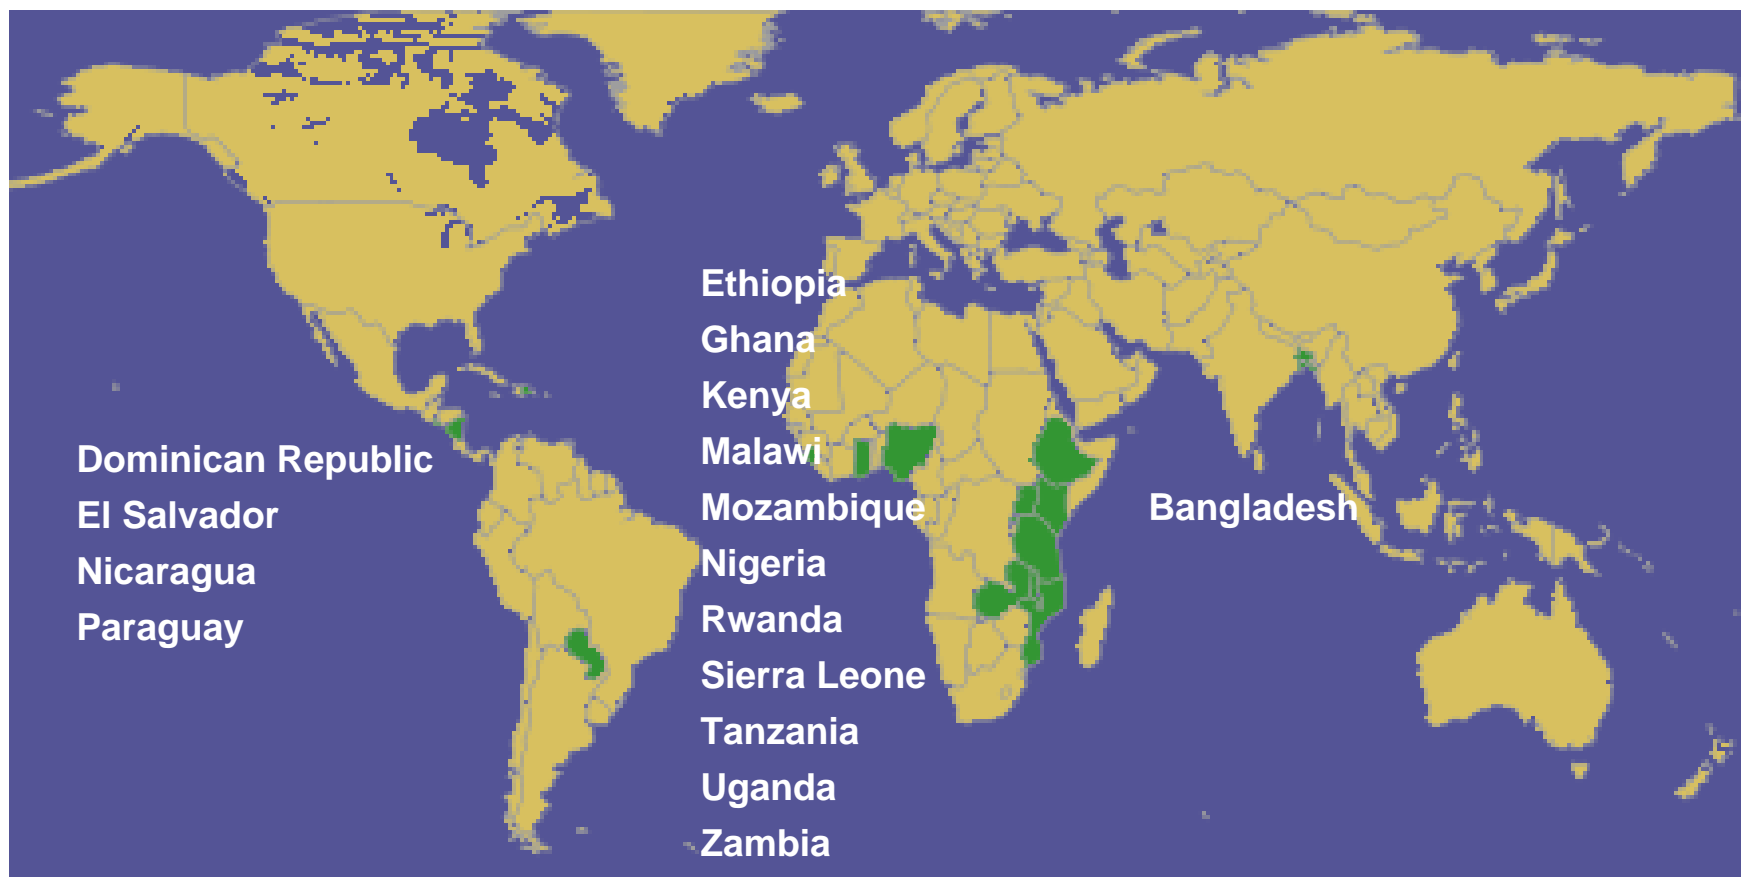 Dominican Republic
El Salvador
Nicaragua
Paraguay
Ethiopia
Ghana
Kenya
Malawi
Mozambique
Nigeria
Rwanda
Sierra Leone
Tanzania
Uganda
Zambia
Bangladesh